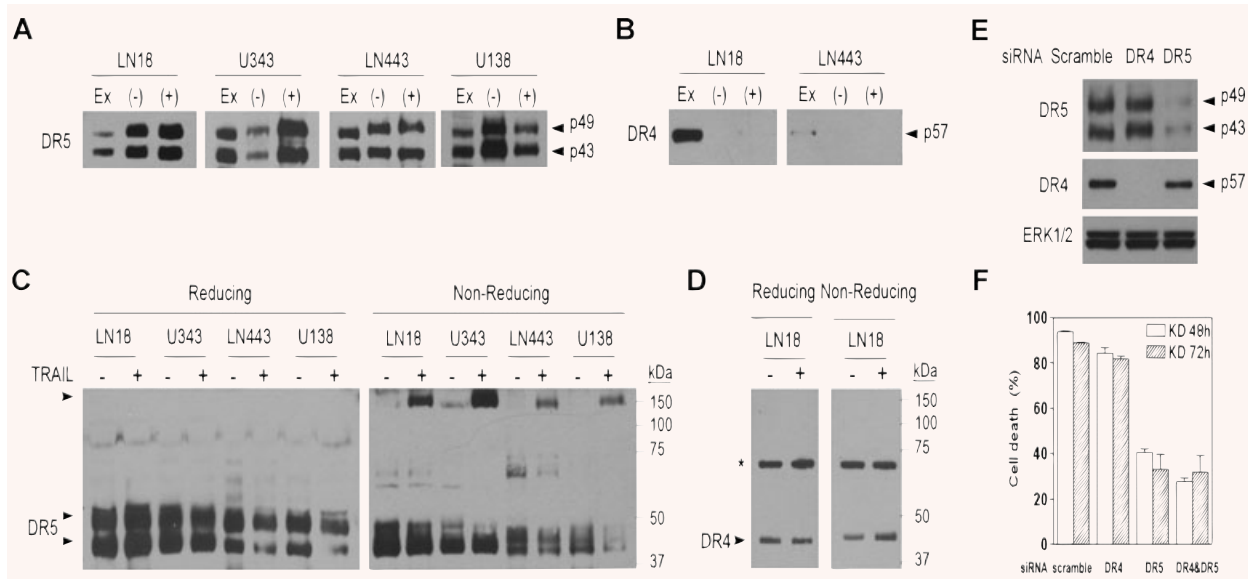 A
LN18 U343 LN443 U138
Ex (-) (+) Ex (-) (+) Ex (-) (+) Ex (-) (+)
DR5
p49
p43
B
LN18 LN443
Ex (-) (+) Ex (-) (+)
DR4
p57
E
siRNA Scramble DR4 DR5
DR5
p49
p43
DR4
p57
ERK1/2
C
Reducing Non-Reducing
LN18 U343 LN443 U138 LN18 U343 LN443 U138
TRAIL - + - + - + - + - + - + - + - +
kDa
150
100
75
50
37
DR5
D
Reducing Non-Reducing
LN18 LN18
- + - +
kDa
150
100
75
50
37
*
DR4
F
KD 48h
KD 72h
Cell death (%)
100
80
60
40
20
0
siRNA scramble DR4 DR5 DR4&DR5